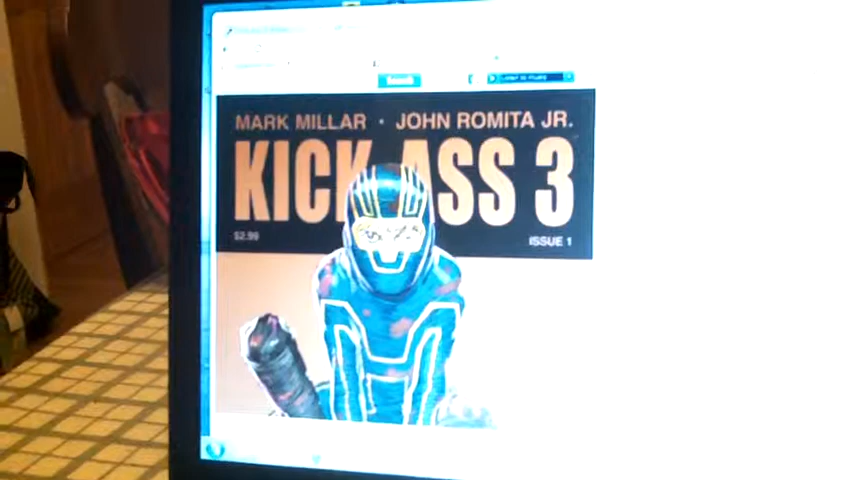 Search
MARK MILLAR · JOHN ROMITA JR.
KICK ASS 3
$2.99
ISSUE 1